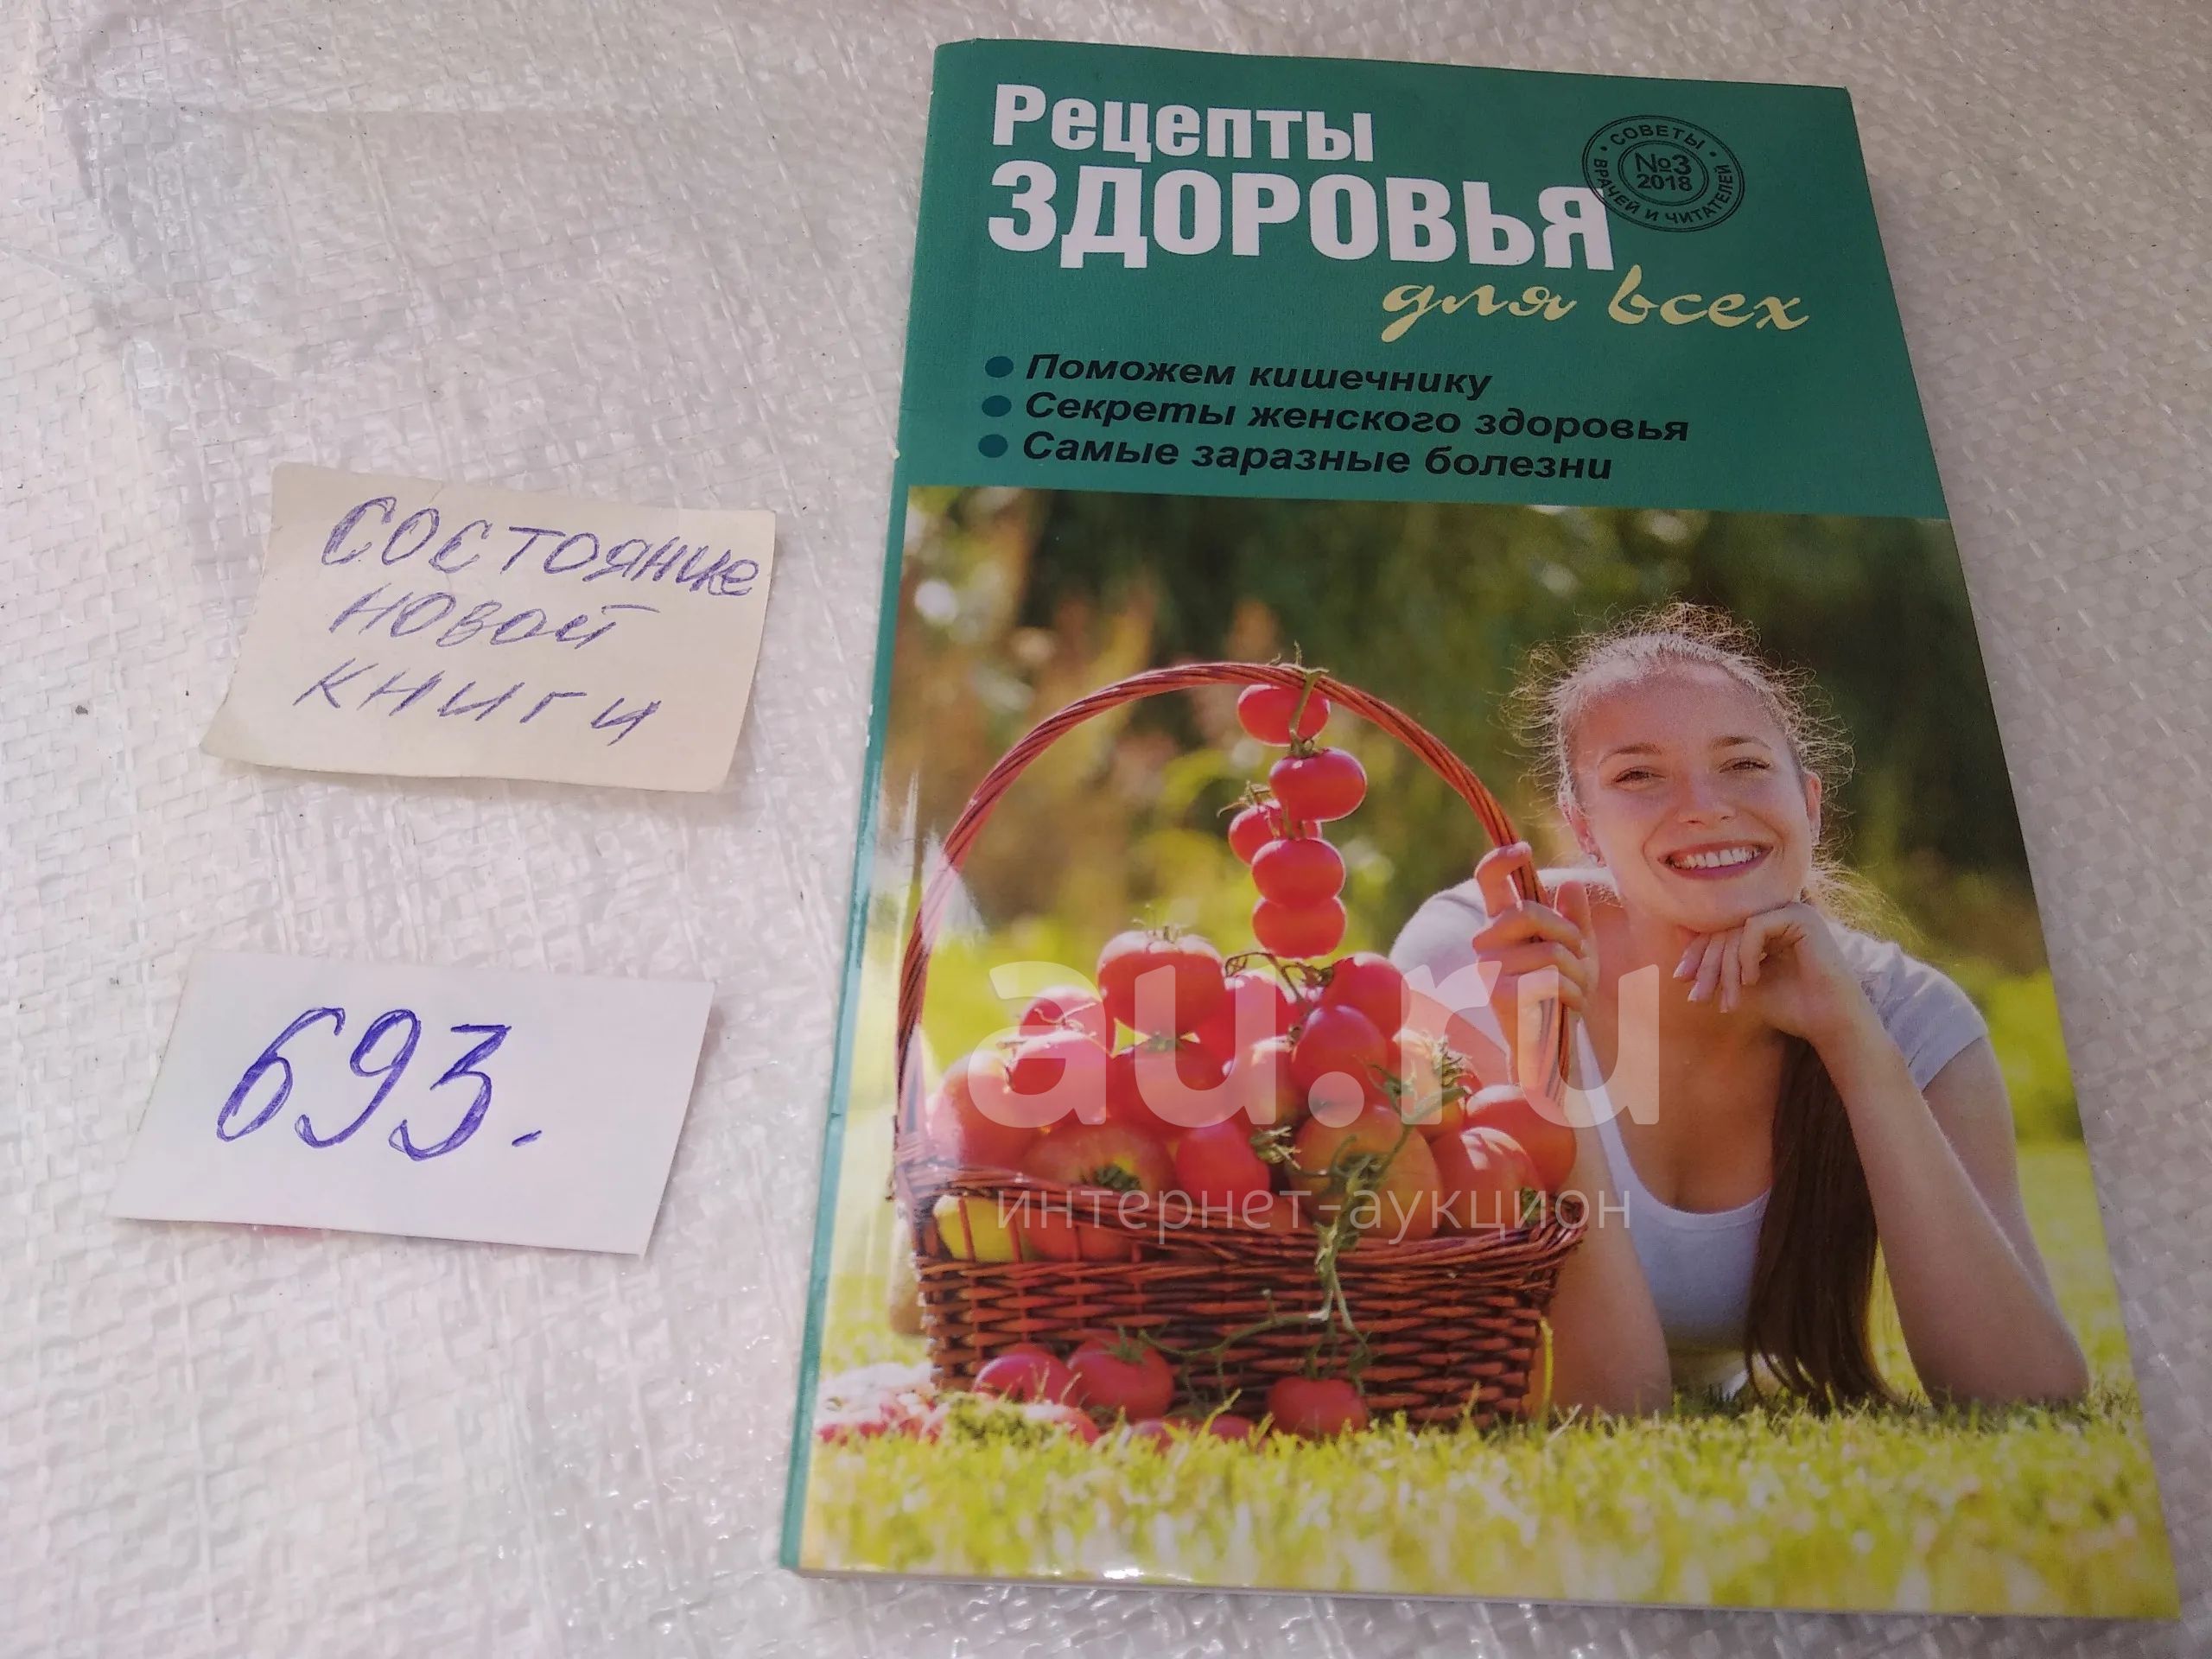 Рецепты
ЗДОРОВЬЯ
для всех
• СОВЕТЫ •
ВРАЧЕЙ И ЧИТАТЕЛЕЙ
№3
2018
• Поможем кишечнику
• Секреты женского здоровья
• Самые заразные болезни
состояние
новой
книги
693.
au.ru
интернет-аукцион